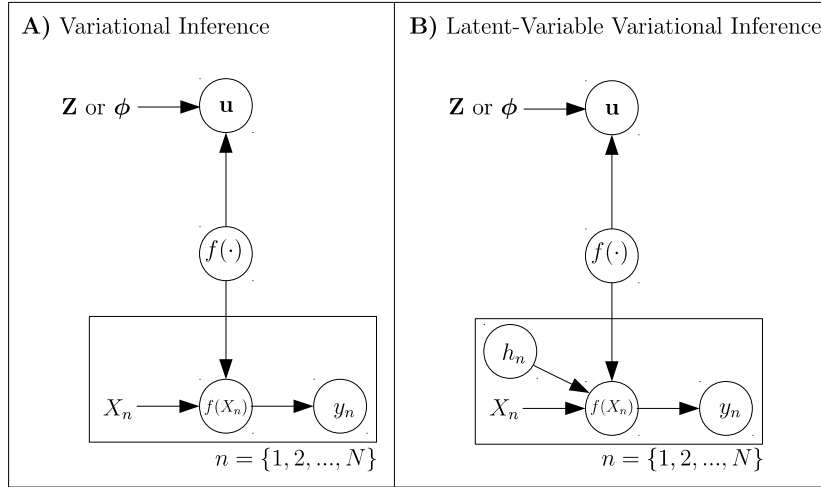 A) Variational Inference
Z or ϕ
u
f(·)
X_n
f(X_n)
y_n
n = {1, 2, ..., N}
B) Latent-Variable Variational Inference
Z or ϕ
u
f(·)
h_n
X_n
f(X_n)
y_n
n = {1, 2, ..., N}